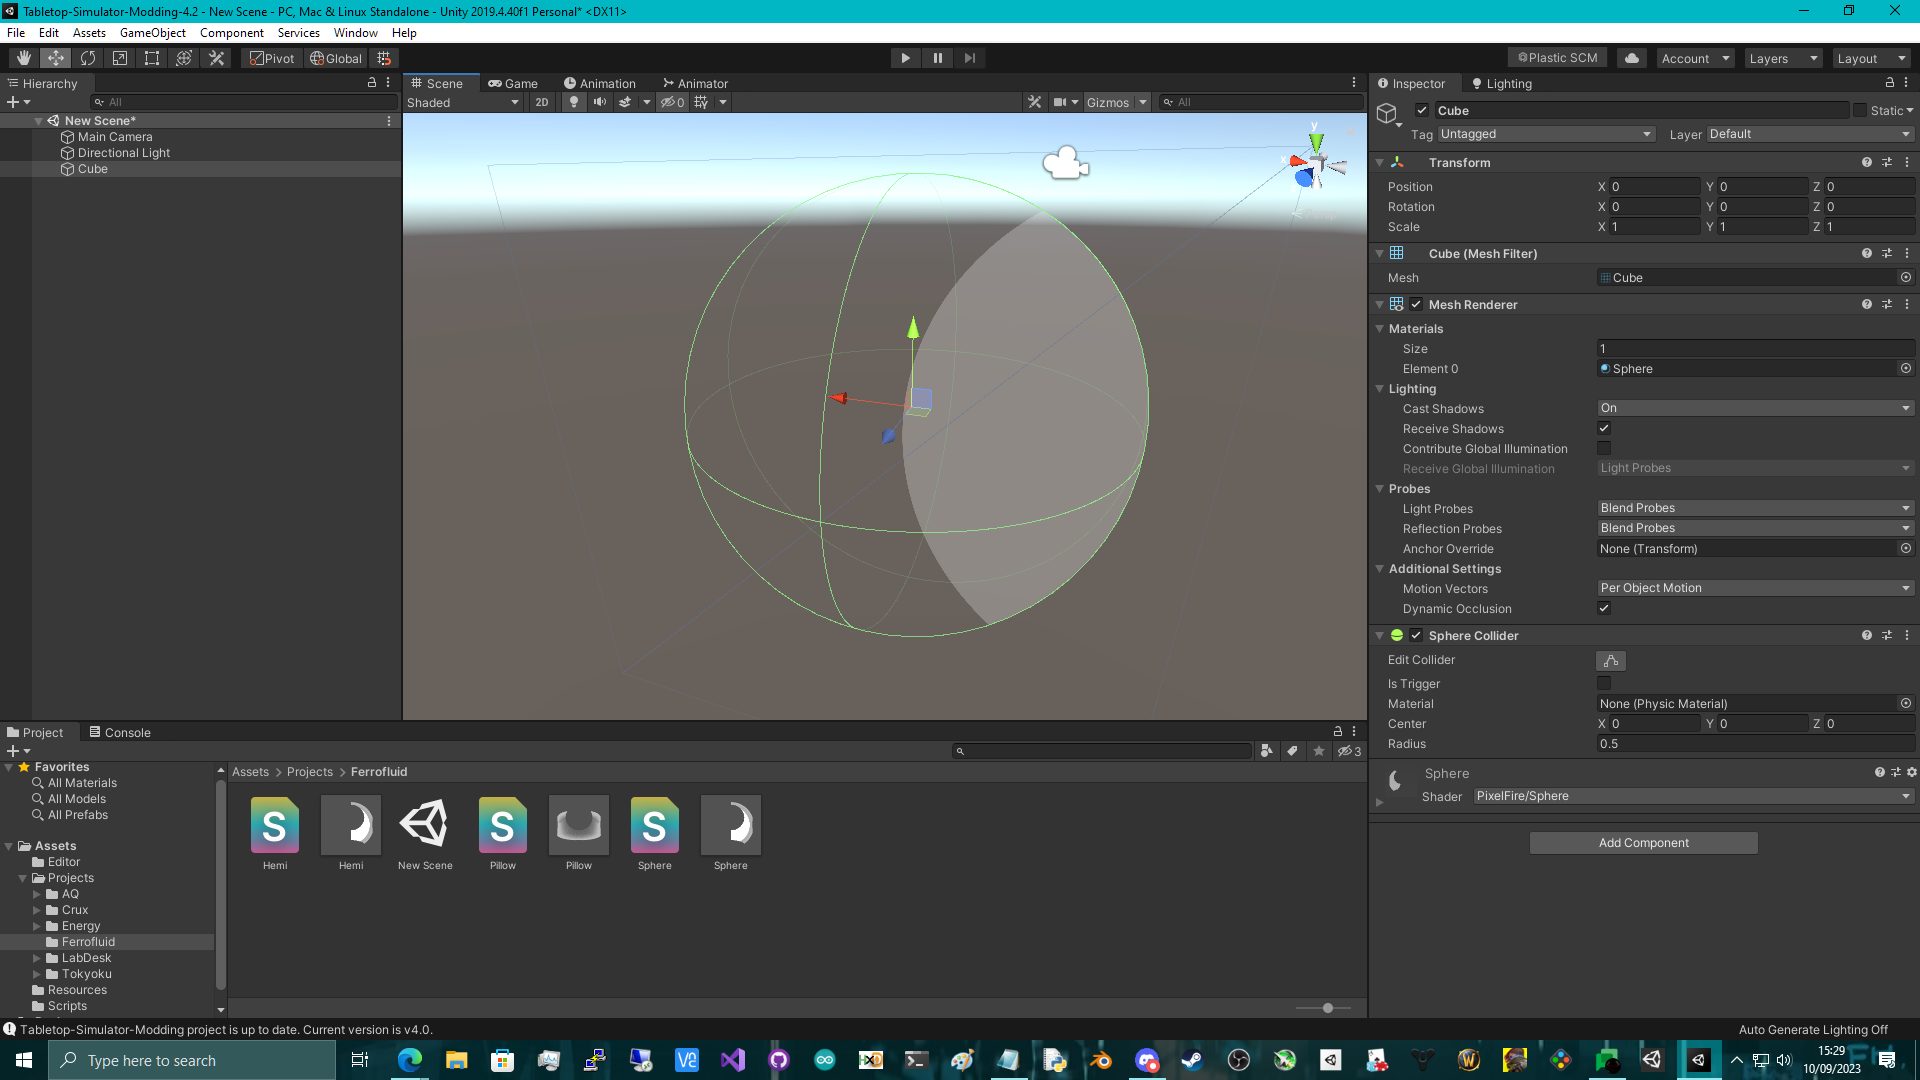 Tabletop-Simulator-Modding-4.2 - New Scene - PC, Mac & Linux Standalone - Unity 2019.4.40f1 Personal* <DX11>
File Edit Assets GameObject Component Services Window Help
Pivot Global Plastic SCM Account Layers Layout
Hierarchy
All
New Scene*
Main Camera
Directional Light
Cube
Scene Game Animation Animator
Shaded 2D 0 Gizmos All
y
x
Inspector Lighting
Cube Static
Tag Untagged Layer Default
Transform
Position X 0 Y 0 Z 0
Rotation X 0 Y 0 Z 0
Scale X 1 Y 1 Z 1
Cube (Mesh Filter)
Mesh Cube
Mesh Renderer
Materials
Size 1
Element 0 Sphere
Lighting
Cast Shadows On
Receive Shadows
Contribute Global Illumination
Receive Global Illumination Light Probes
Probes
Light Probes Blend Probes
Reflection Probes Blend Probes
Anchor Override None (Transform)
Additional Settings
Motion Vectors Per Object Motion
Dynamic Occlusion
Sphere Collider
Edit Collider
Is Trigger
Material None (Physic Material)
Center X 0 Y 0 Z 0
Radius 0.5
Sphere
Shader PixelFire/Sphere
Add Component
Project Console
3
Favorites
All Materials
All Models
All Prefabs
Assets
Editor
Projects
AQ
Crux
Energy
Ferrofluid
LabDesk
Tokyoku
Resources
Scripts
Assets > Projects > Ferrofluid
Hemi Hemi New Scene Pillow Pillow Sphere Sphere
Tabletop-Simulator-Modding project is up to date. Current version is v4.0.
Auto Generate Lighting Off
Type here to search
15:29
10/09/2023